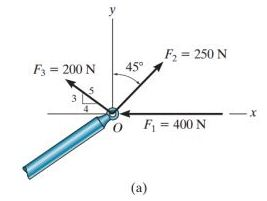 y
F₂ = 250 N
45°
F₃ = 200 N
5
3
4
x
O
F₁ = 400 N
(a)